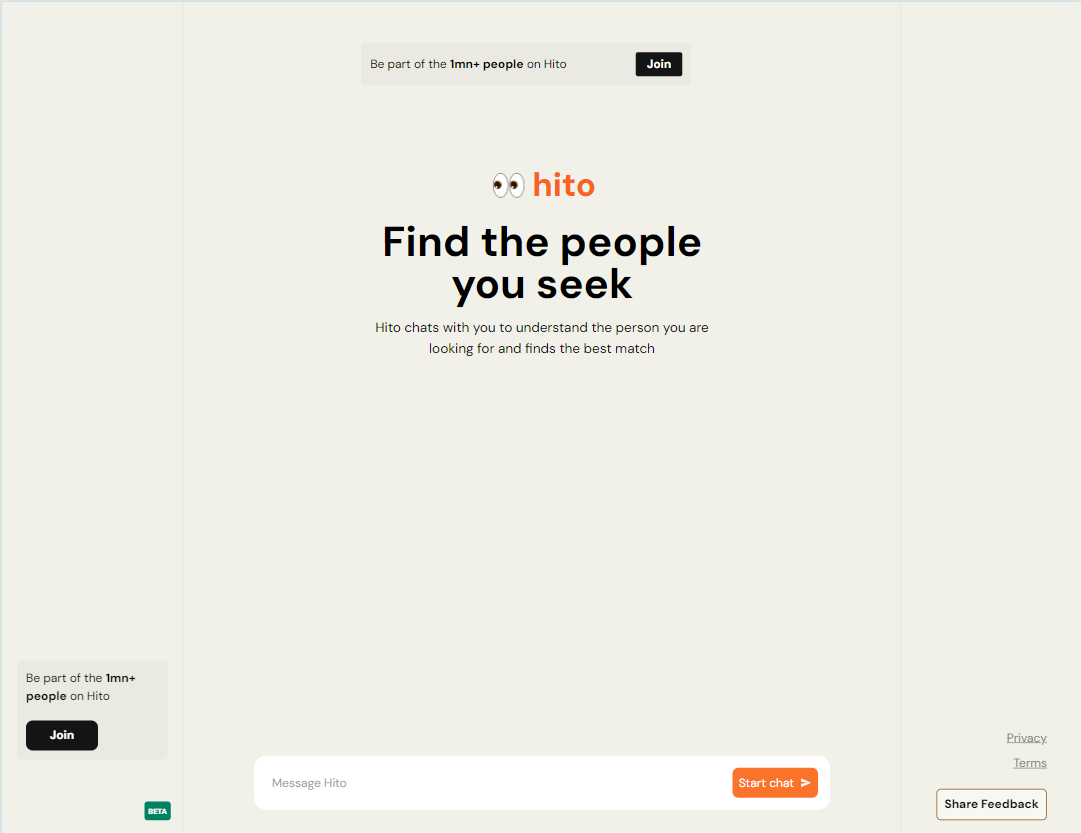 Be part of the 1mn+ people on Hito
Join
hito
Find the people
you seek
Hito chats with you to understand the person you are
looking for and finds the best match
Be part of the 1mn+
people on Hito
Join
BETA
Message Hito
Start chat
Privacy
Terms
Share Feedback